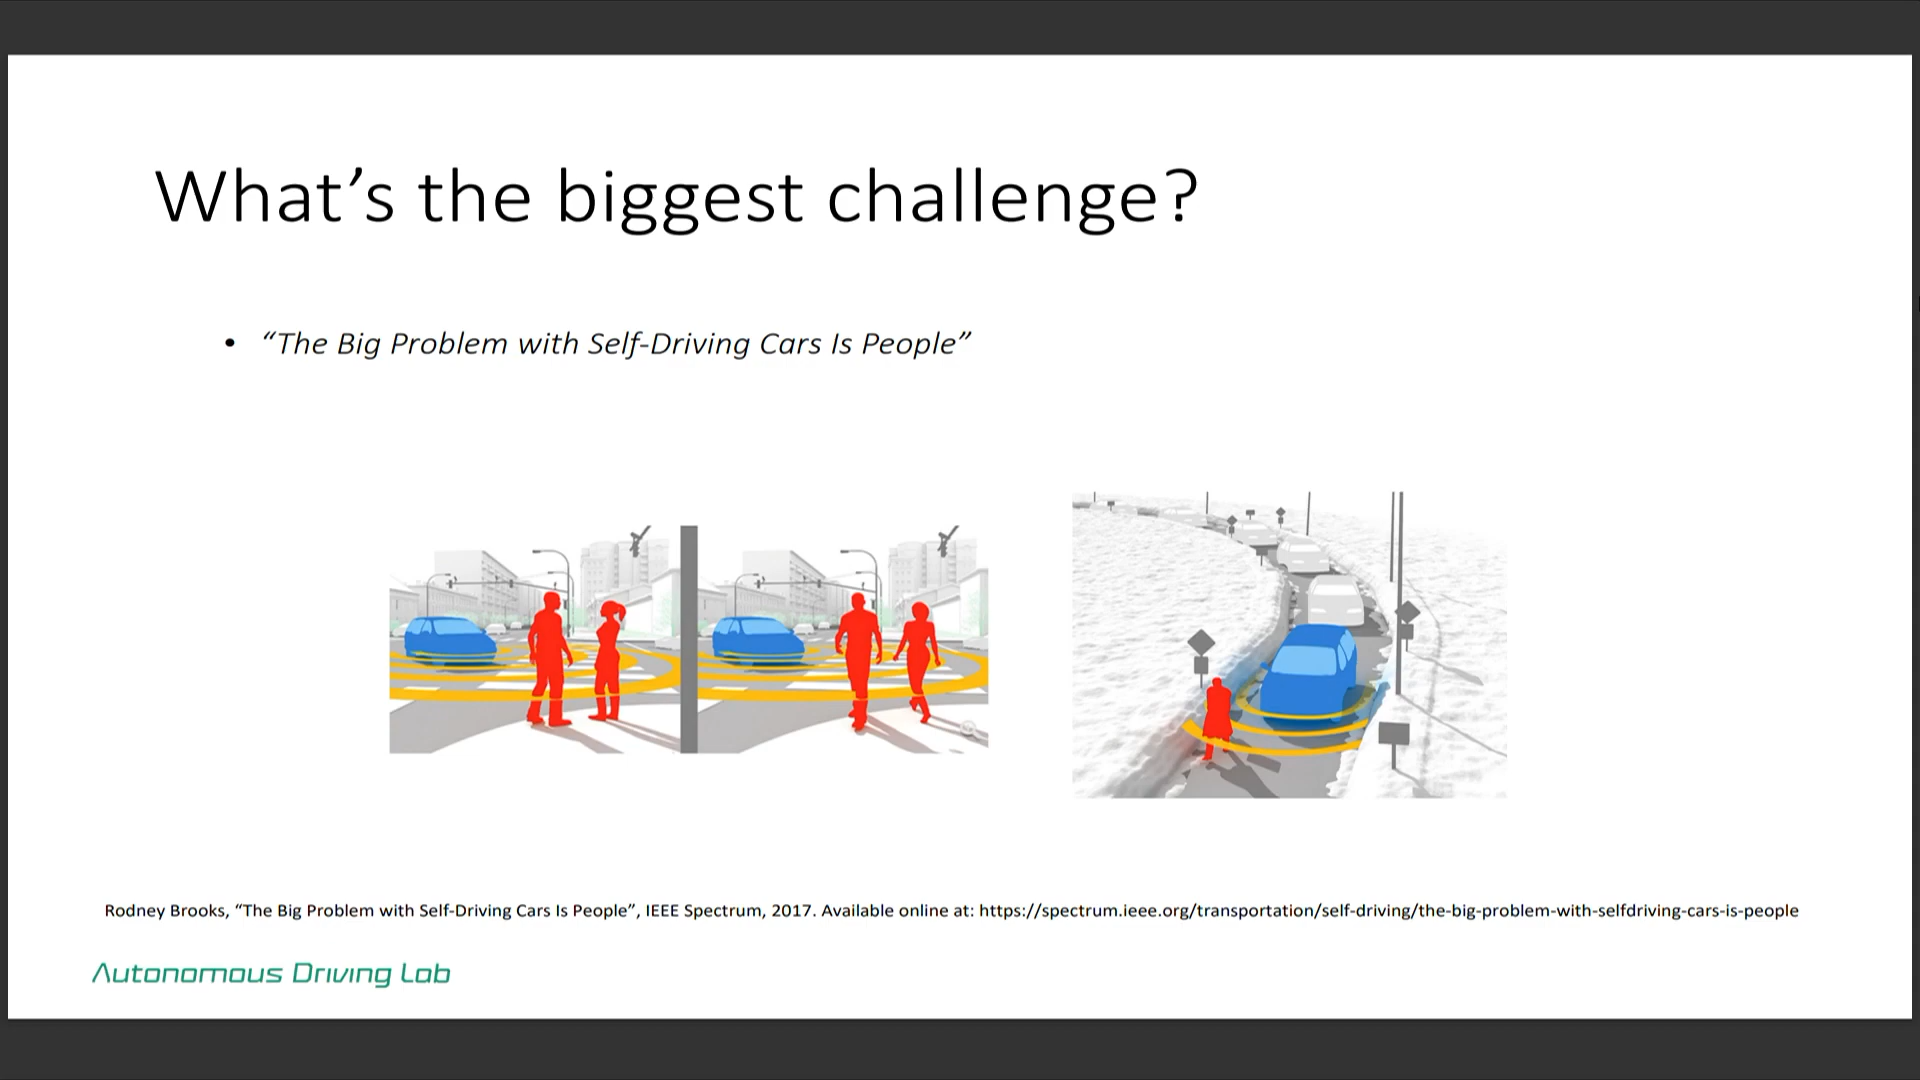 What’s the biggest challenge?
• “The Big Problem with Self-Driving Cars Is People”
Rodney Brooks, “The Big Problem with Self-Driving Cars Is People”, IEEE Spectrum, 2017. Available online at: https://spectrum.ieee.org/transportation/self-driving/the-big-problem-with-selfdriving-cars-is-people
Autonomous Driving Lab